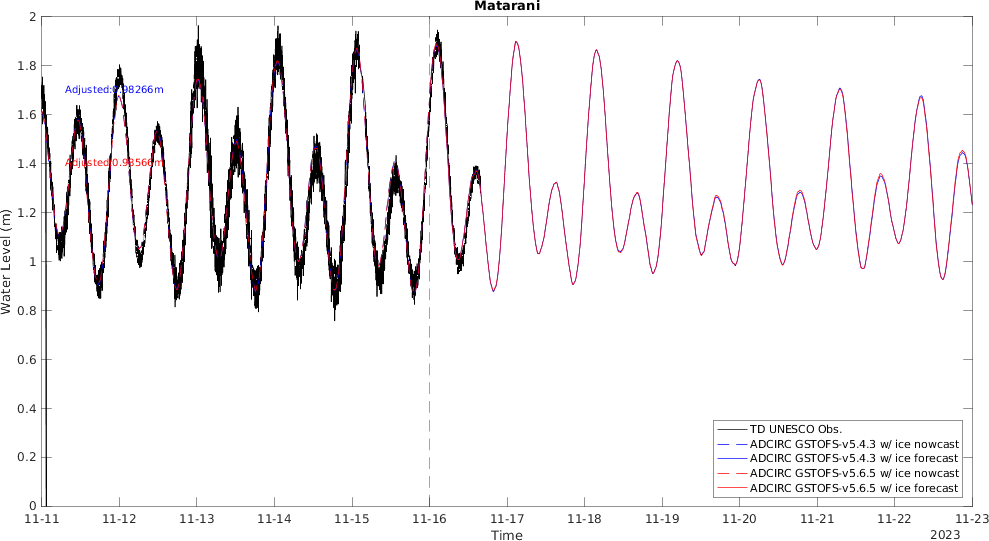 Matarani
2
1.8
1.6
1.4
1.2
1
0.8
0.6
0.4
0.2
0
Water Level (m)
Adjusted:0.98266m
Adjusted:0.98566m
TD UNESCO Obs.
ADCIRC GSTOFS-v5.4.3 w/ ice nowcast
ADCIRC GSTOFS-v5.4.3 w/ ice forecast
ADCIRC GSTOFS-v5.6.5 w/ ice nowcast
ADCIRC GSTOFS-v5.6.5 w/ ice forecast
11-11 11-12 11-13 11-14 11-15 11-16 11-17 11-18 11-19 11-20 11-21 11-22 11-23
Time
2023